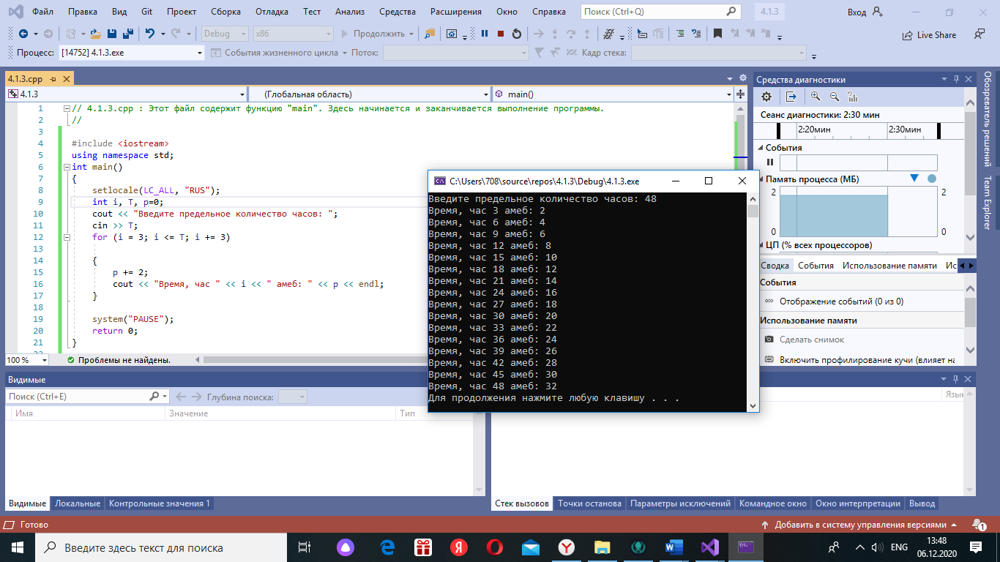 Файл Правка Вид Git Проект Сборка Отладка Тест Анализ Средства Расширения Окно Справка Поиск (Ctrl+Q) 4.1.3 Вход
Debug x86 Продолжить Live Share
Процесс: [14752] 4.1.3.exe События жизненного цикла Поток: Кадр стека:
4.1.3.cpp
4.1.3 (Глобальная область) main()
1 // 4.1.3.cpp : Этот файл содержит функцию "main". Здесь начинается и заканчивается выполнение программы.
2 //
3
4 #include <iostream>
5 using namespace std;
6 int main()
7 {
8 setlocale(LC_ALL, "RUS");
9 int i, T, p=0;
10 cout << "Введите предельное количество часов: ";
11 cin >> T;
12 for (i = 3; i <= T; i += 3)
13
14 {
15 p += 2;
16 cout << "Время, час " << i << " амеб: " << p << endl;
17 }
18
19 system("PAUSE");
20 return 0;
21 }
100 % Проблемы не найдены.
C:\Users\708\source\repos\4.1.3\Debug\4.1.3.exe
Введите предельное количество часов: 48
Время, час 3 амеб: 2
Время, час 6 амеб: 4
Время, час 9 амеб: 6
Время, час 12 амеб: 8
Время, час 15 амеб: 10
Время, час 18 амеб: 12
Время, час 21 амеб: 14
Время, час 24 амеб: 16
Время, час 27 амеб: 18
Время, час 30 амеб: 20
Время, час 33 амеб: 22
Время, час 36 амеб: 24
Время, час 39 амеб: 26
Время, час 42 амеб: 28
Время, час 45 амеб: 30
Время, час 48 амеб: 32
Для продолжения нажмите любую клавишу . . .
Средства диагностики
Сеанс диагностики: 2:30 мин
2:20мин 2:30мин
События
Память процесса (МБ)
2 2
0 0
ЦП (% всех процессоров)
Сводка События Использование памяти Ис
События
Отображение событий (0 из 0)
Использование памяти
Сделать снимок
Включить профилирование кучи (влияет на
Обозреватель решений
Team Explorer
Видимые
Поиск (Ctrl+E) Глубина поиска:
Имя Значение Тип
Язык
Видимые Локальные Контрольные значения 1
Стек вызовов Точки останова Параметры исключений Командное окно Окно интерпретации Вывод
Готово Добавить в систему управления версиями 1
Введите здесь текст для поиска
ENG 13:48
06.12.2020